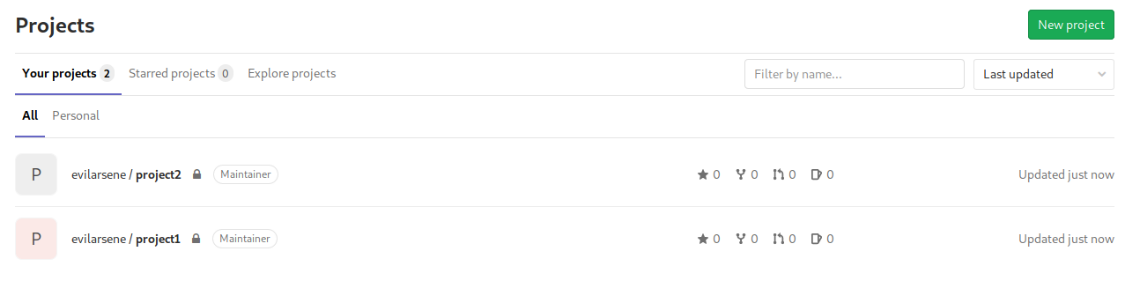 Projects
New project
Your projects 2 Starred projects 0 Explore projects
Filter by name...
Last updated
All Personal
P evilarsene / project2 Maintainer 0 0 0 0 Updated just now
P evilarsene / project1 Maintainer 0 0 0 0 Updated just now